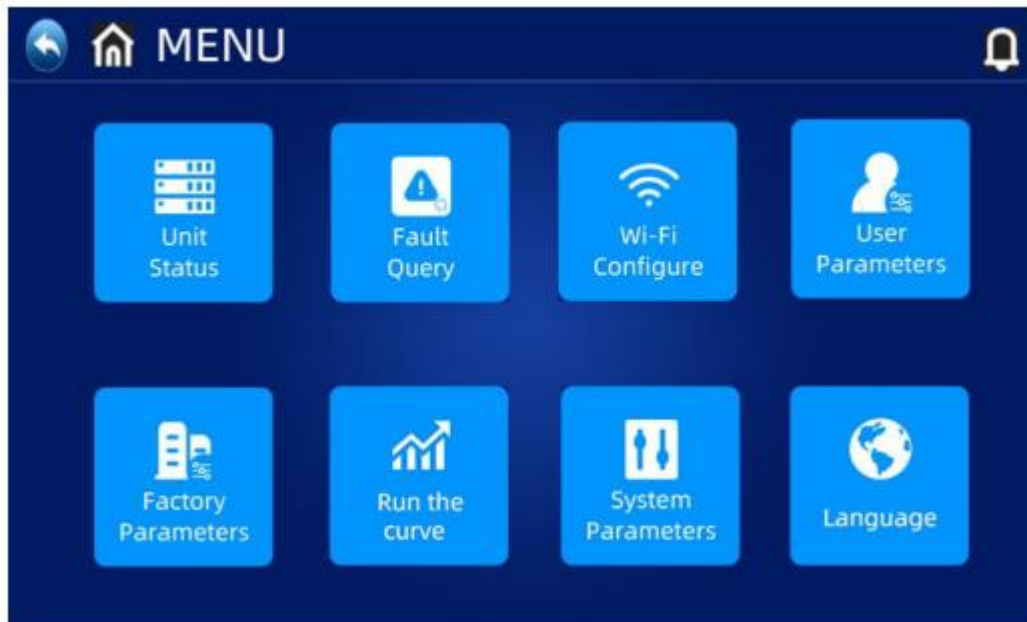 MENU
Unit
Status
Fault
Query
Wi-Fi
Configure
User
Parameters
Factory
Parameters
Run the
curve
System
Parameters
Language